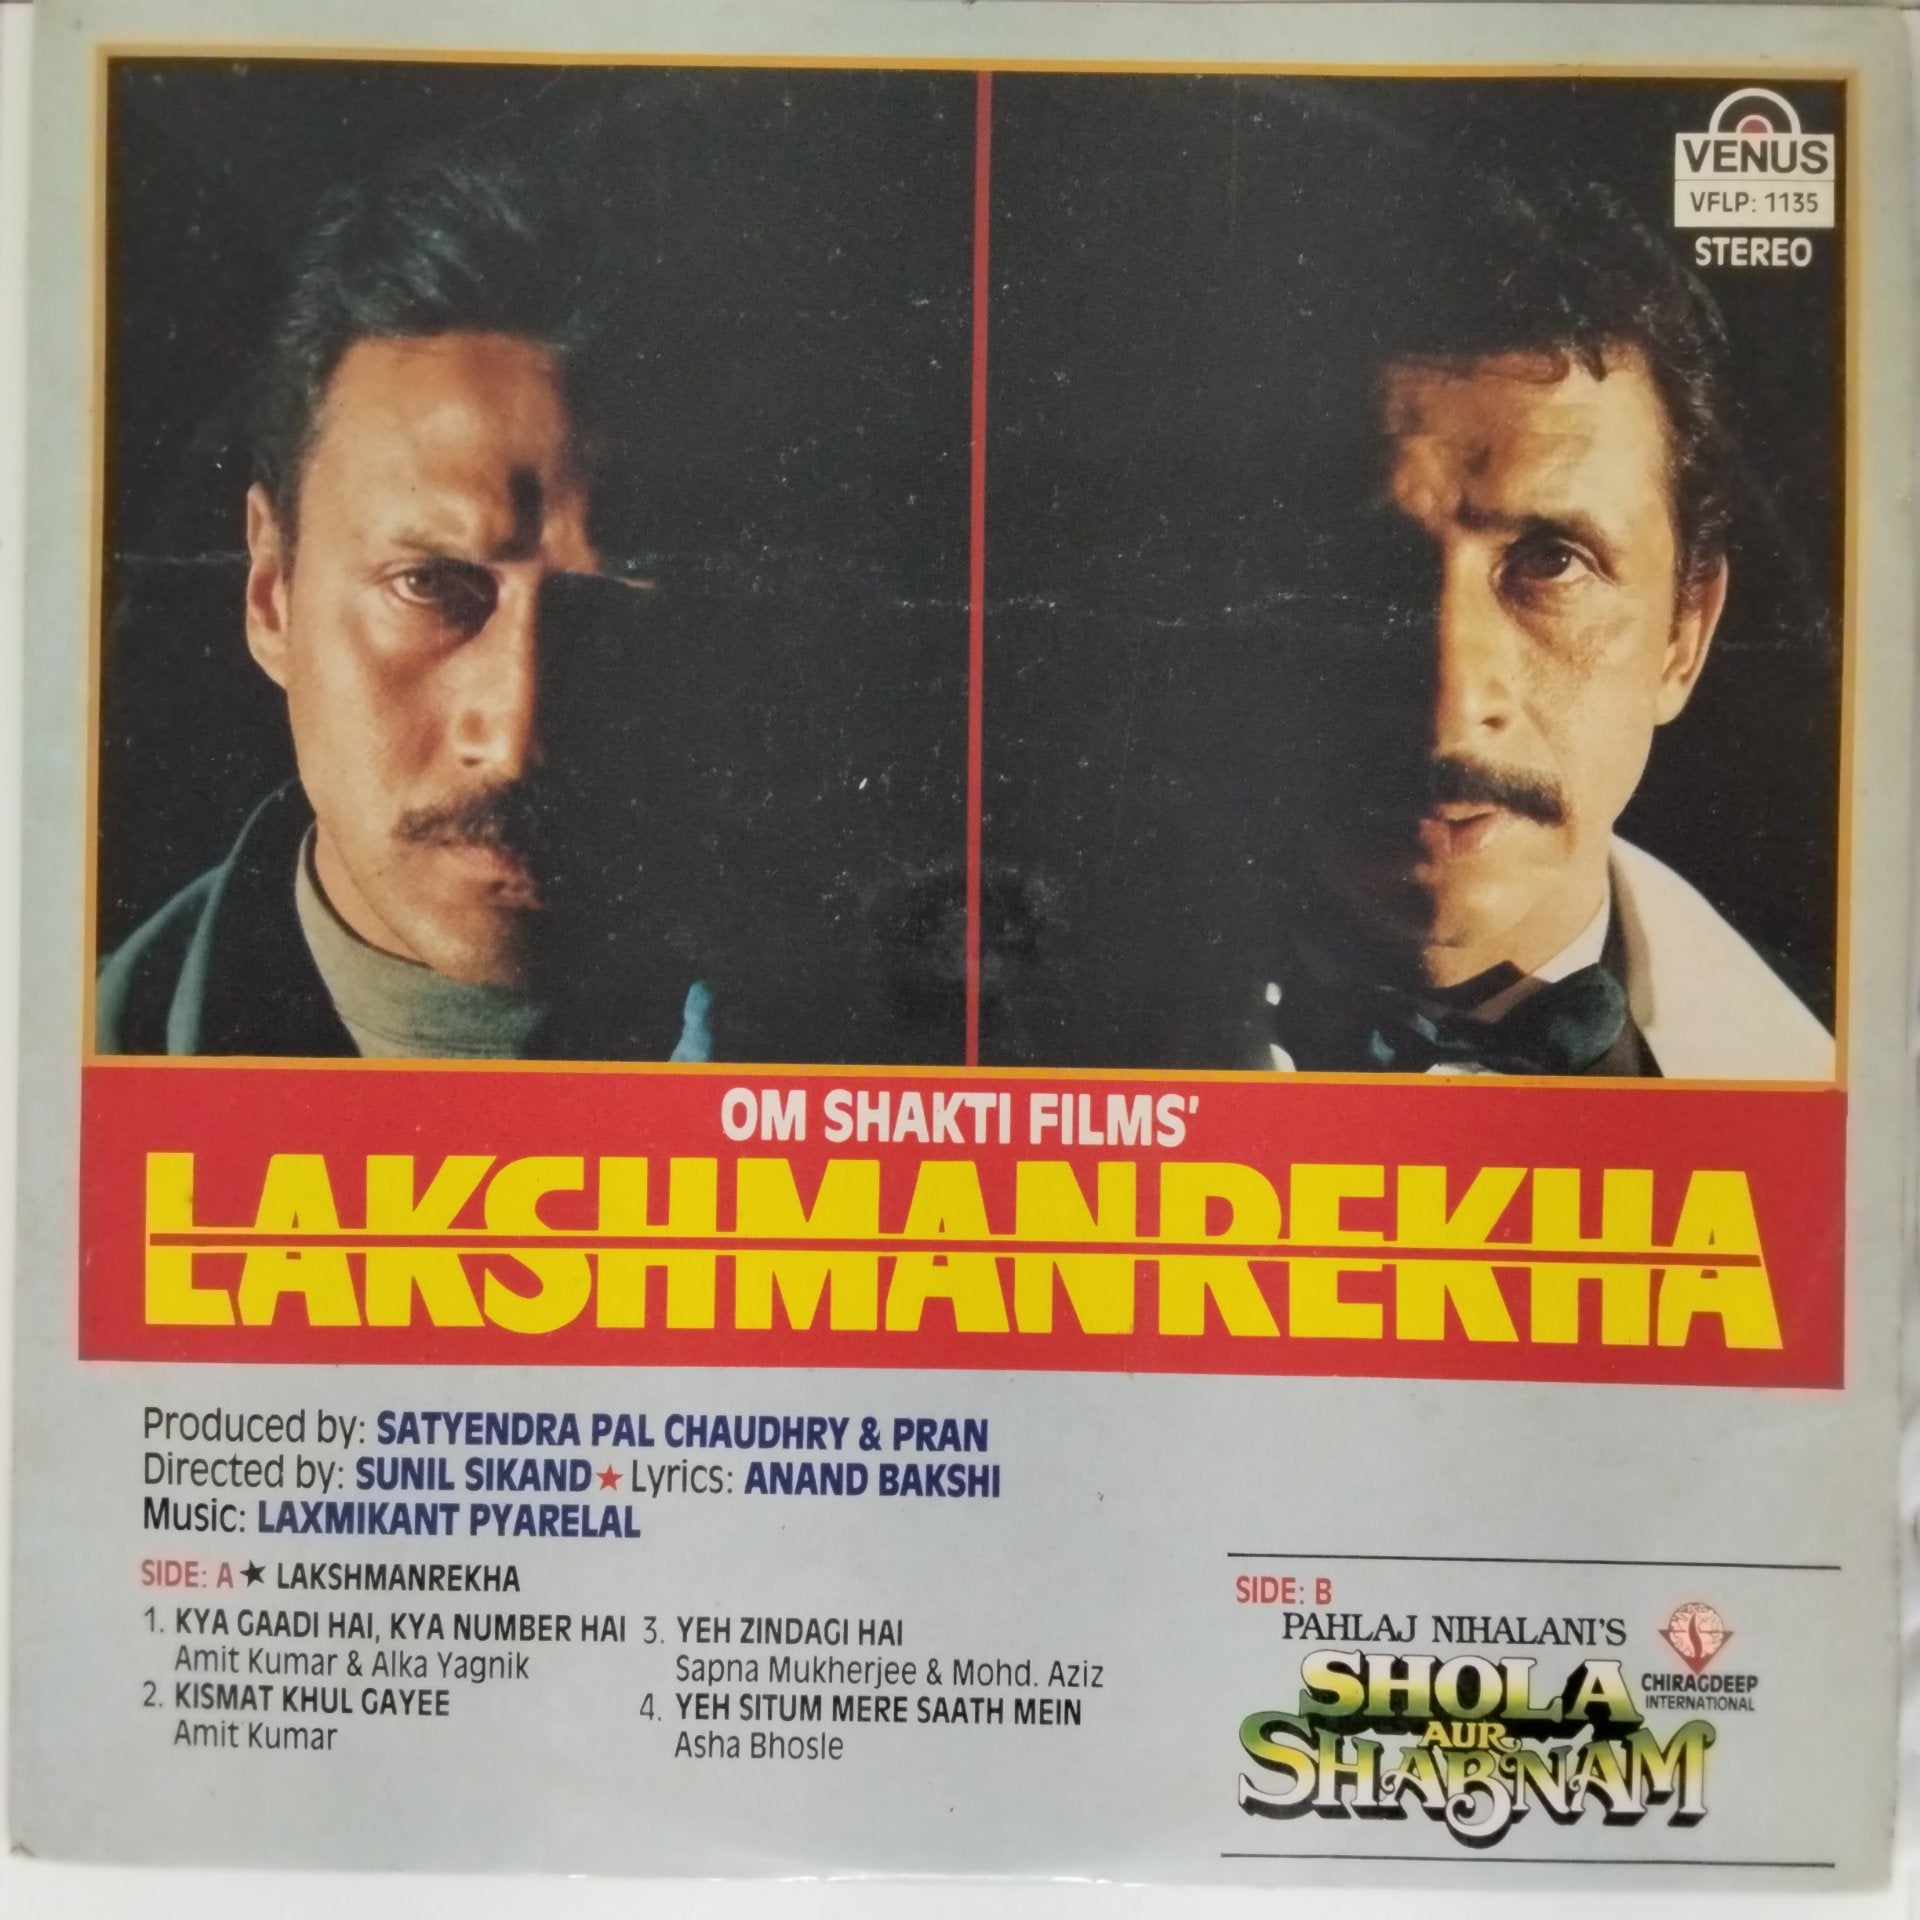 VENUS
VFLP: 1135
STEREO
OM SHAKTI FILMS'
LAKSHMANREKHA
Produced by: SATYENDRA PAL CHAUDHRY & PRAN
Directed by: SUNIL SIKAND★Lyrics: ANAND BAKSHI
Music: LAXMIKANT PYARELAL
SIDE: A★ LAKSHMANREKHA
1. KYA GAADI HAI, KYA NUMBER HAI
Amit Kumar & Alka Yagnik
2. KISMAT KHUL GAYEE
Amit Kumar
3. YEH ZINDAGI HAI
Sapna Mukherjee & Mohd. Aziz
4. YEH SITUM MERE SAATH MEIN
Asha Bhosle
SIDE: B
PAHLAJ NIHALANI'S
SHOLA
AUR
SHABNAM
CHIRAGDEEP
INTERNATIONAL